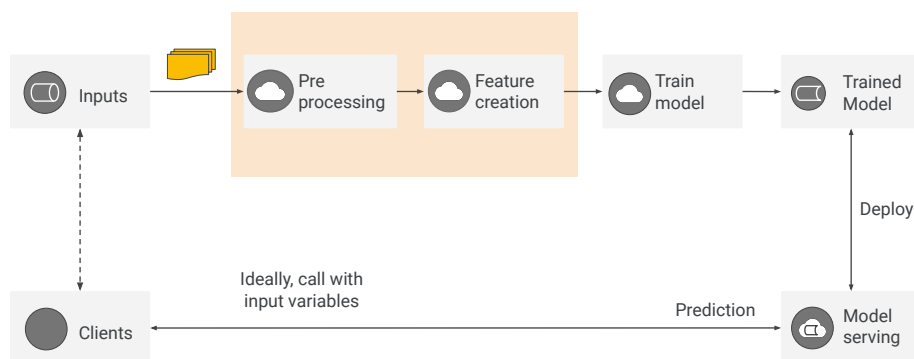 Inputs
Pre
processing
Feature
creation
Train
model
Trained
Model
Deploy
Ideally, call with
input variables
Prediction
Clients
Model
serving